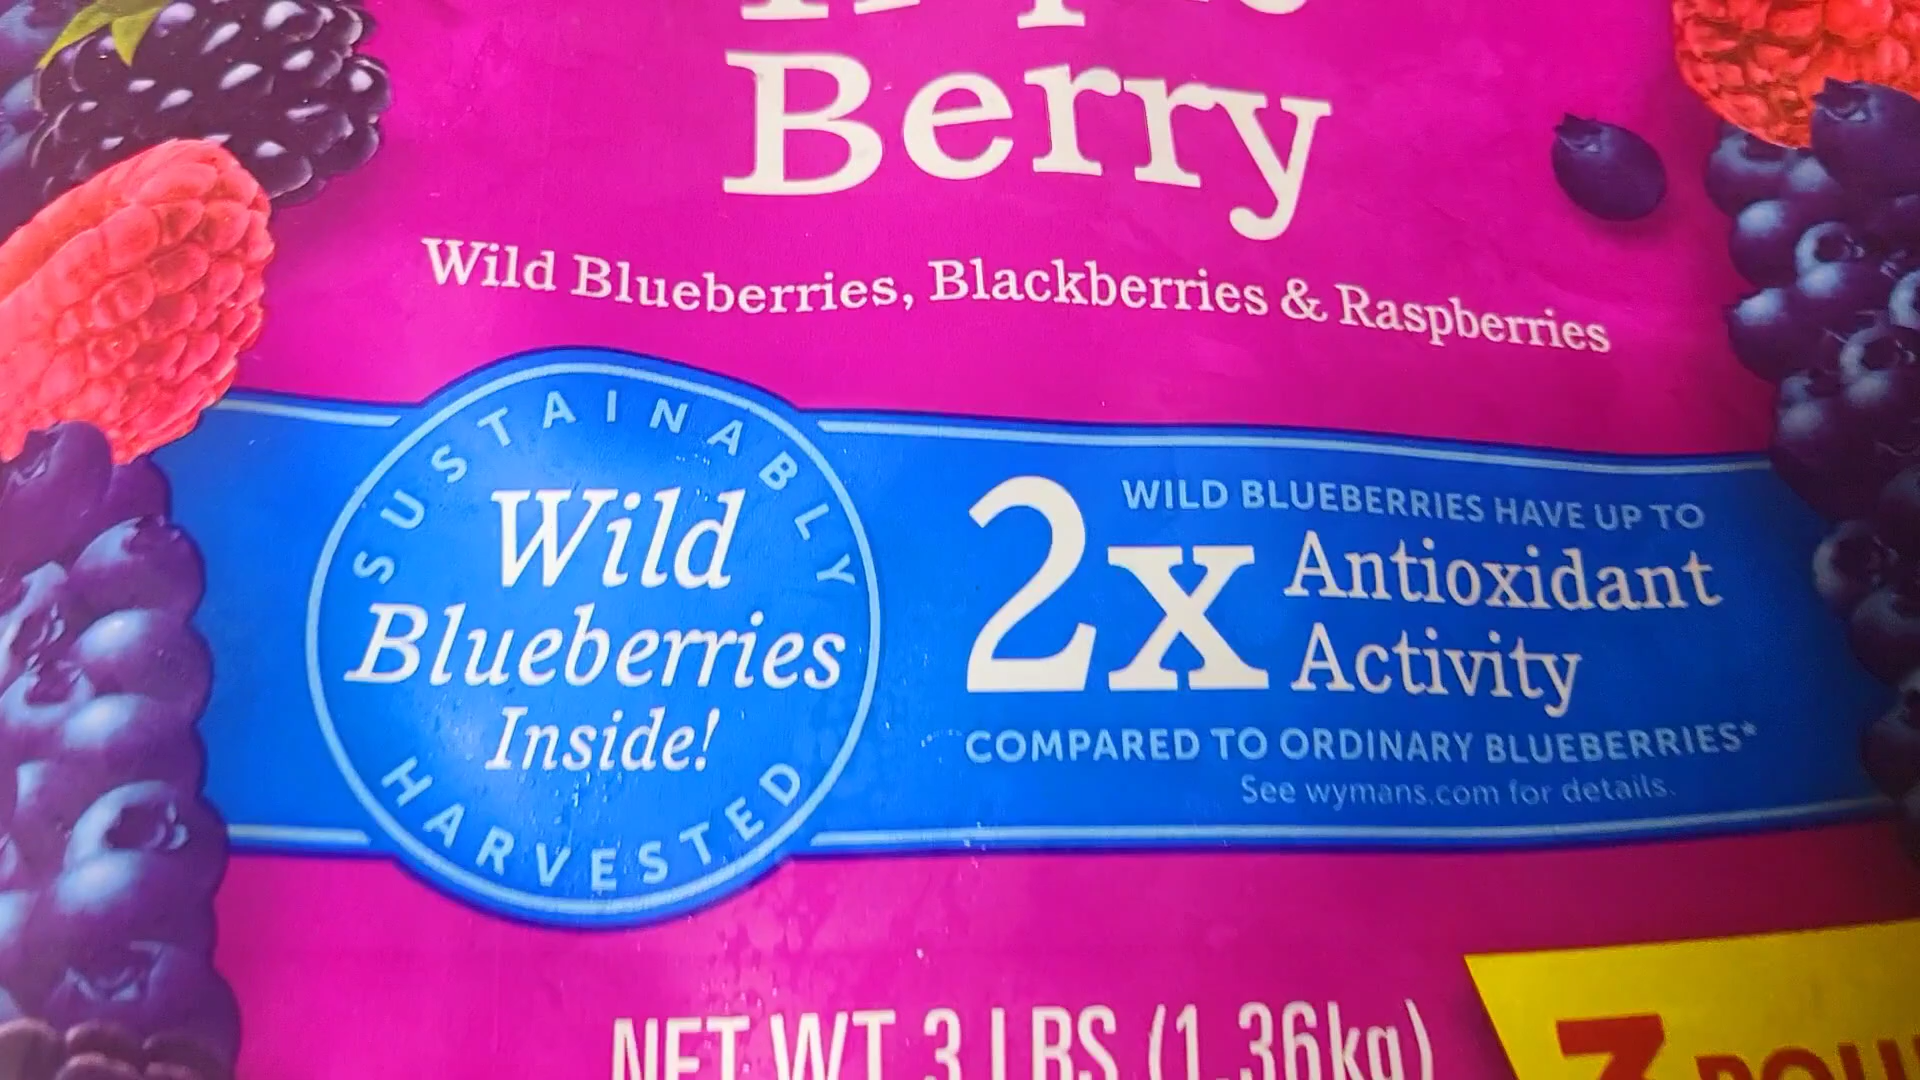 Berry
Wild Blueberries, Blackberries & Raspberries
SUSTAINABLY
Wild
Blueberries
Inside!
HARVESTED
WILD BLUEBERRIES HAVE UP TO
2x Antioxidant
Activity
COMPARED TO ORDINARY BLUEBERRIES*
See wymans.com for details.
NET WT 3 LBS (1.36kg)
3